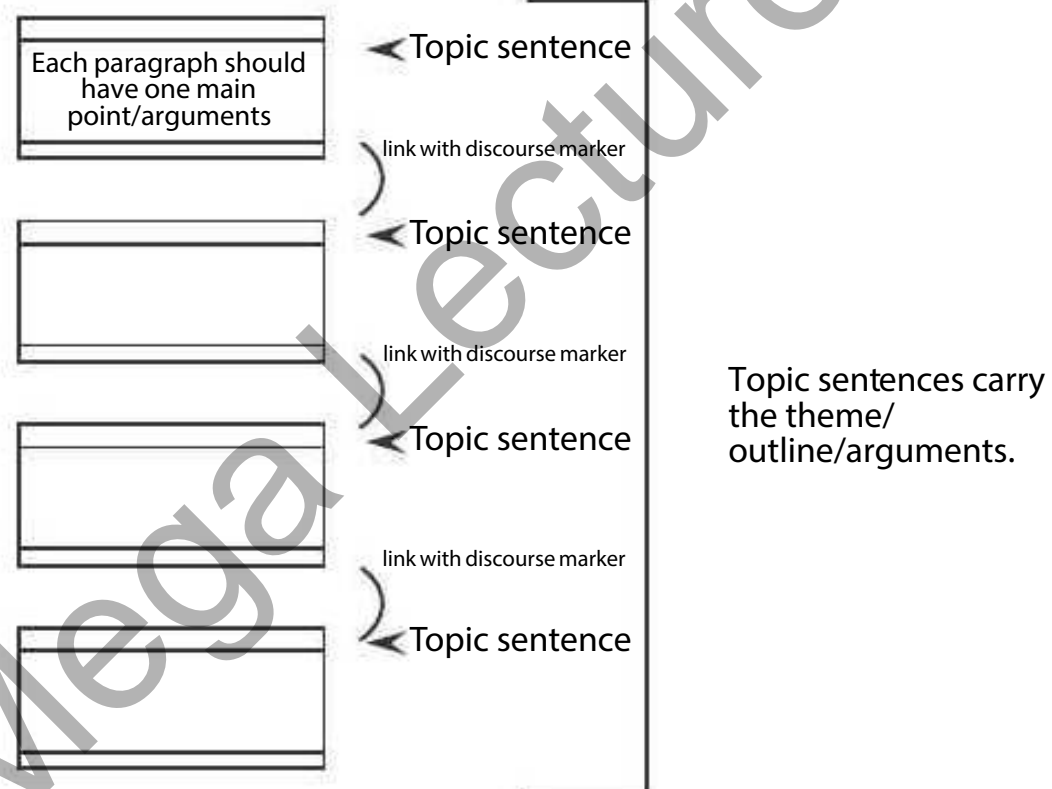 Topic sentence
Each paragraph should
have one main
point/arguments
link with discourse marker
Topic sentence
link with discourse marker
Topic sentence
link with discourse marker
Topic sentence
Topic sentences carry
the theme/
outline/arguments.
Mega Lecture